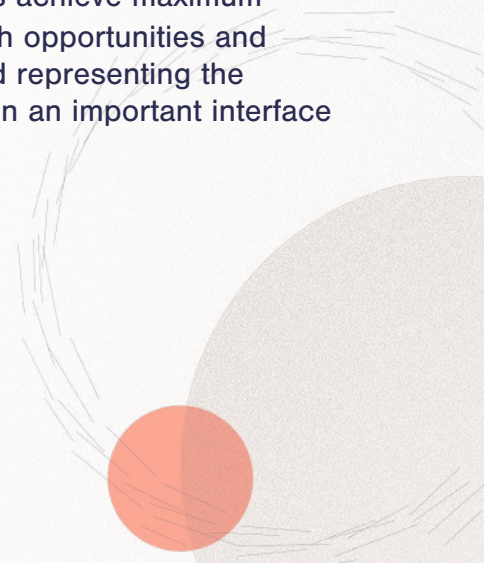 s achieve maximum
h opportunities and
d representing the
n an important interface